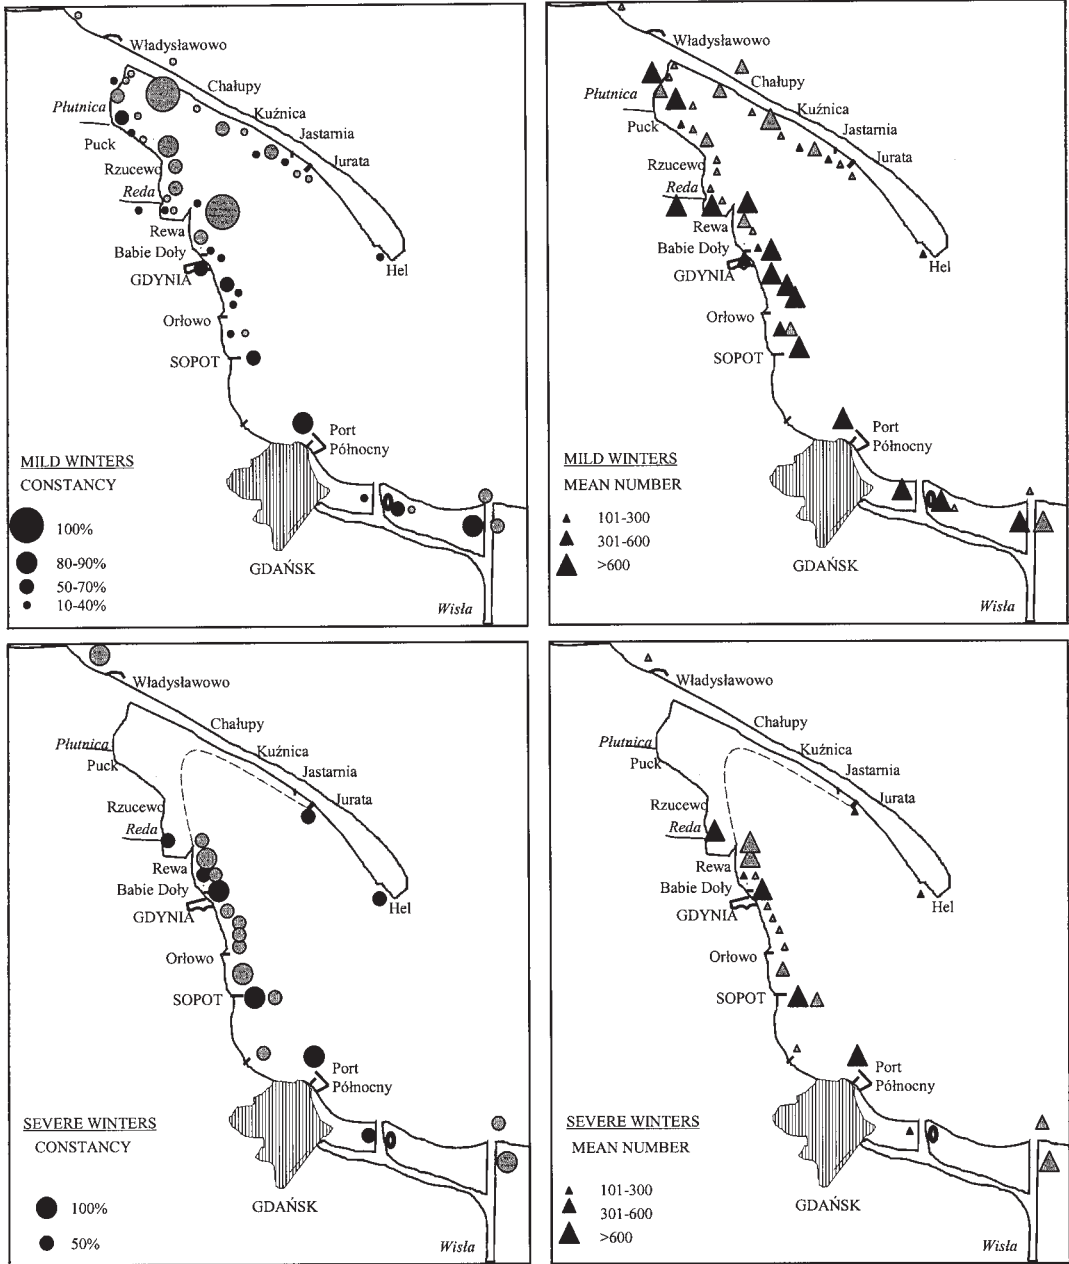 Władysławowo
Chałupy
Kuźnica
Jastarnia
Jurata
Płutnica
Puck
Rzucewo
Reda
Rewa
Babie Doły
GDYNIA
Hel
Orłowo
SOPOT
Port
Północny
MILD WINTERS
CONSTANCY
100%
80-90%
50-70%
10-40%
GDAŃSK
Wisła
Władysławowo
Chałupy
Kuźnica
Jastarnia
Jurata
Płutnica
Puck
Rzucewo
Reda
Rewa
Babie Doły
GDYNIA
Hel
Orłowo
SOPOT
Port
Północny
MILD WINTERS
MEAN NUMBER
101-300
301-600
>600
GDAŃSK
Wisła
Władysławowo
Chałupy
Kuźnica
Jastarnia
Jurata
Płutnica
Puck
Rzucewo
Reda
Rewa
Babie Doły
GDYNIA
Hel
Orłowo
SOPOT
Port
Północny
SEVERE WINTERS
CONSTANCY
100%
50%
GDAŃSK
Wisła
Władysławowo
Chałupy
Kuźnica
Jastarnia
Jurata
Płutnica
Puck
Rzucewo
Reda
Rewa
Babie Doły
GDYNIA
Hel
Orłowo
SOPOT
Port
Północny
SEVERE WINTERS
MEAN NUMBER
101-300
301-600
>600
GDAŃSK
Wisła